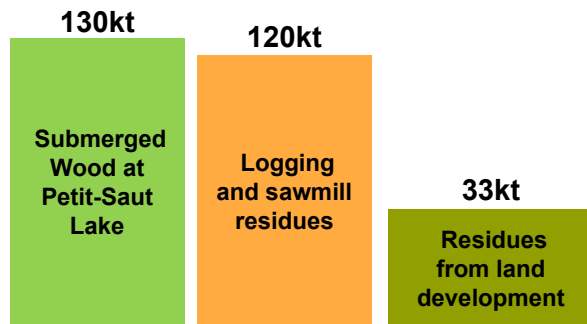 130kt
Submerged
Wood at
Petit-Saut
Lake
120kt
Logging
and sawmill
residues
33kt
Residues
from land
development